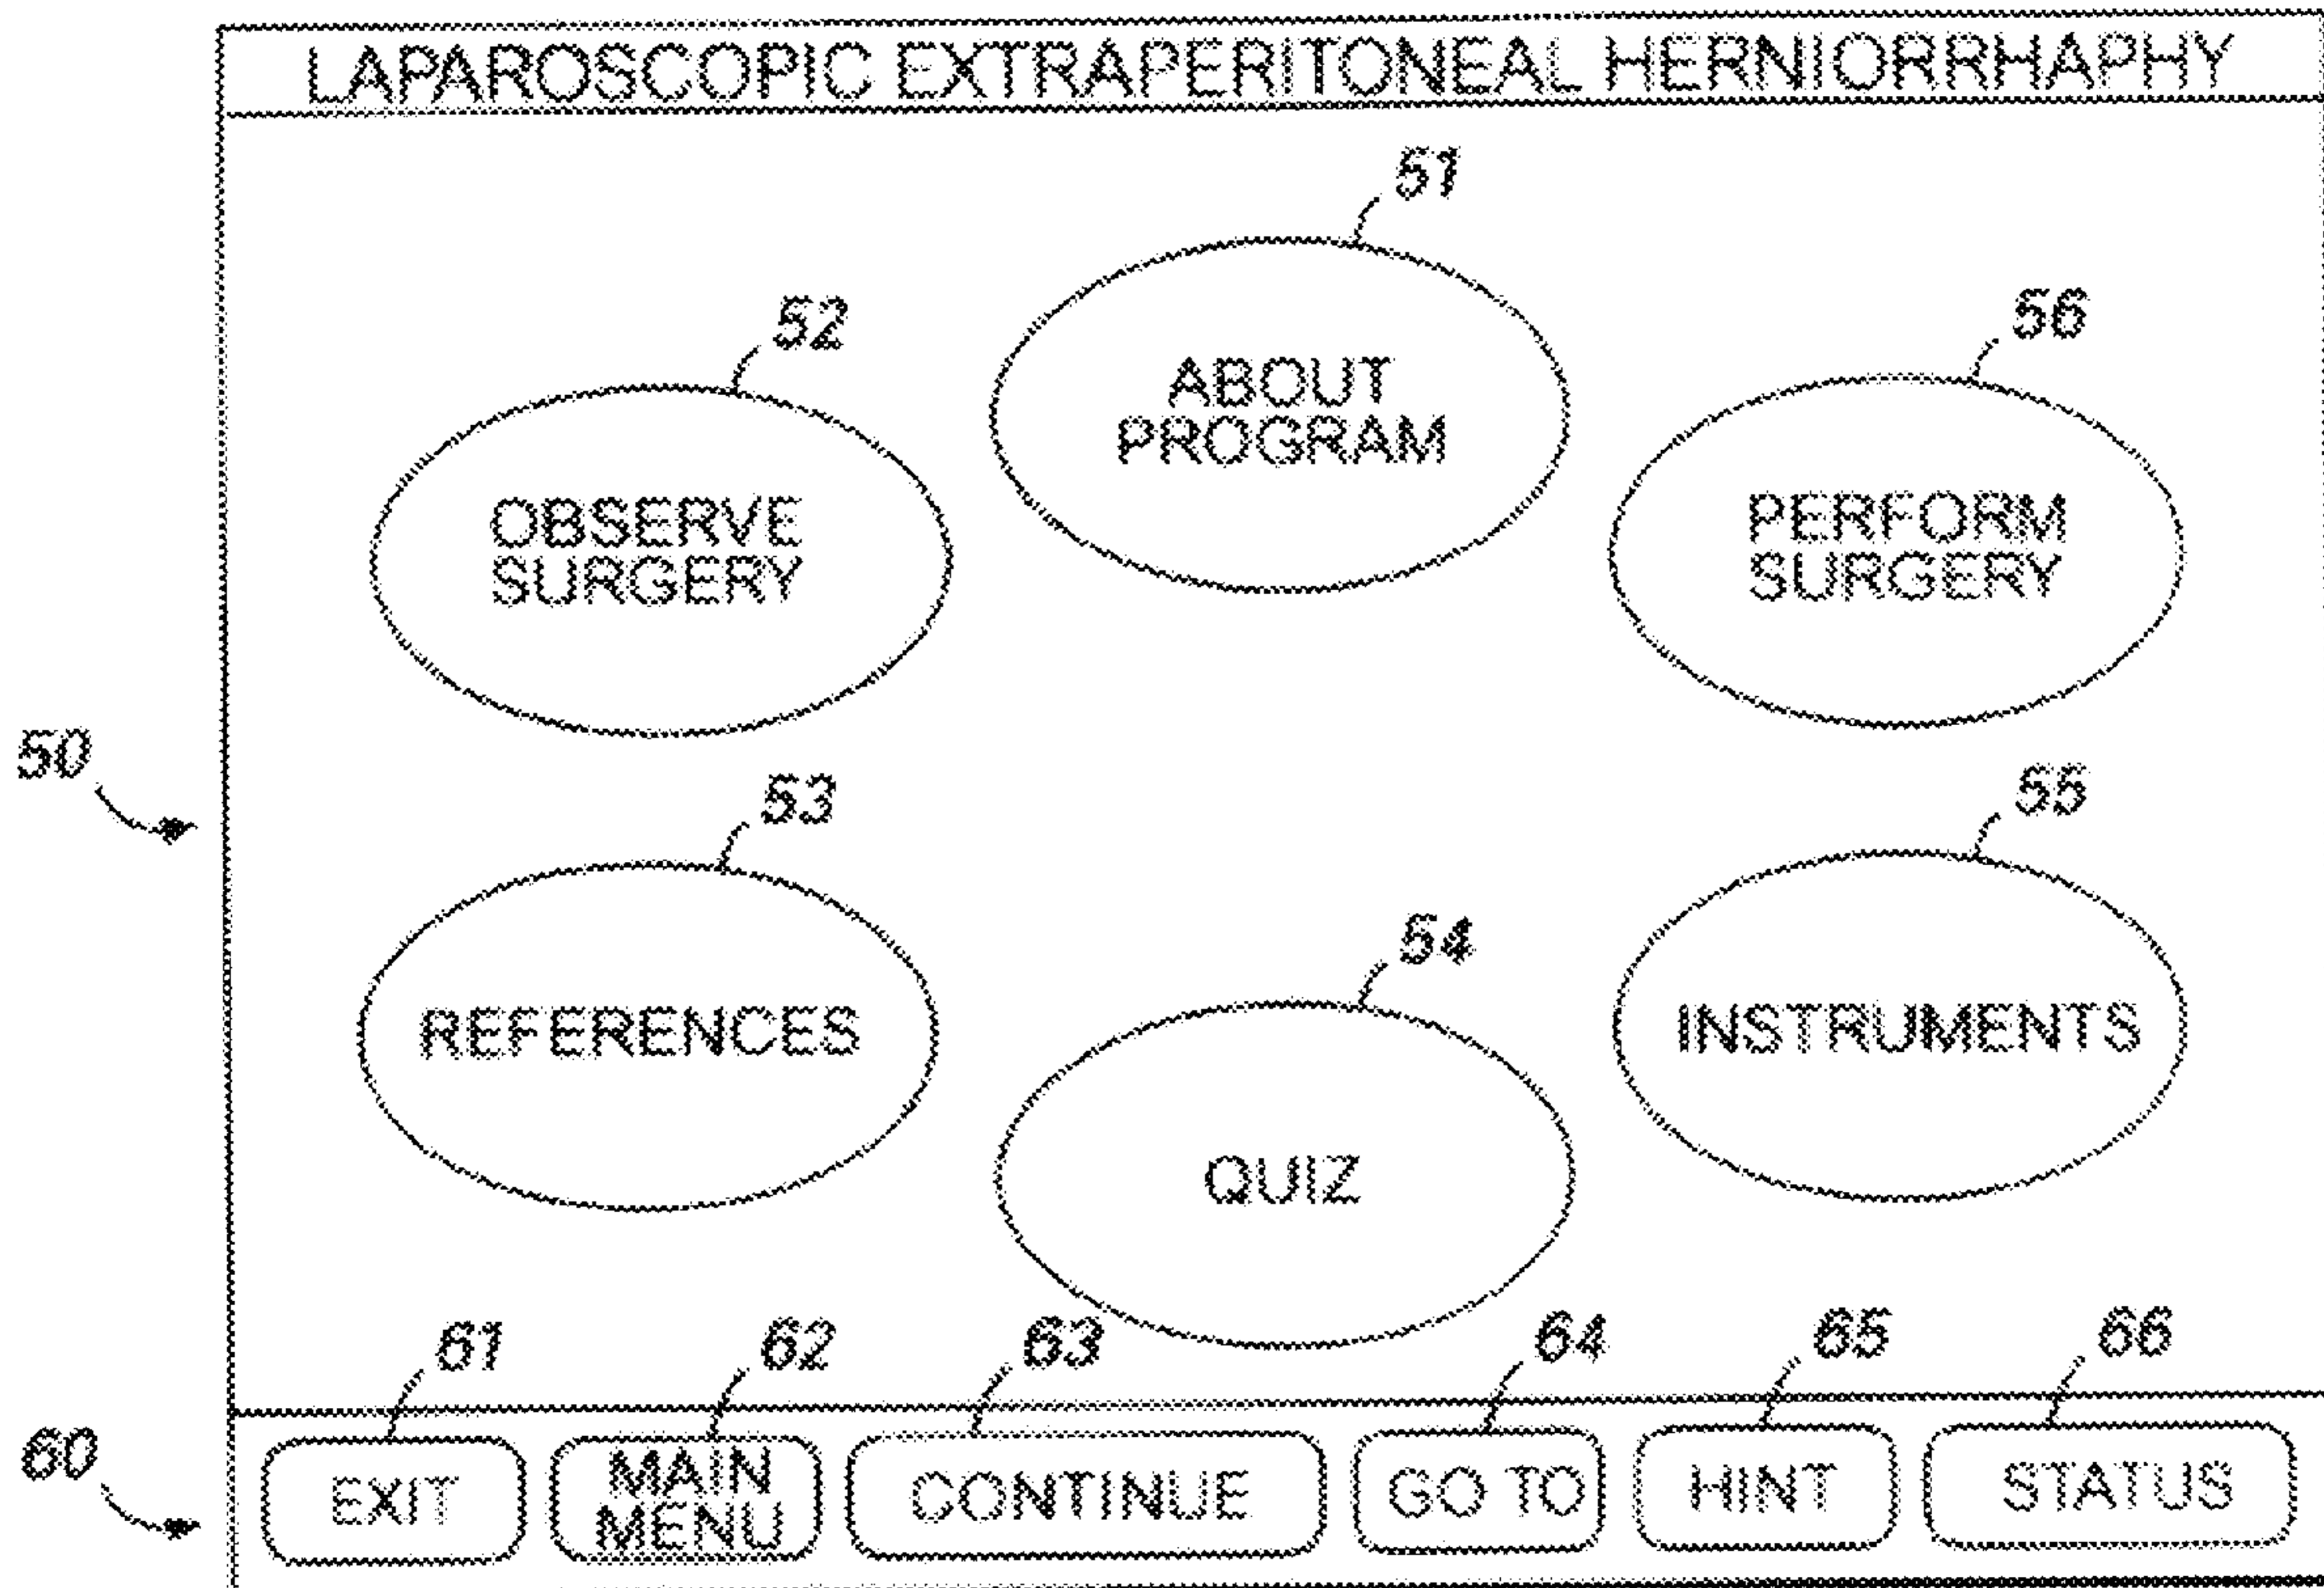 LAPAROSCOPIC EXTRAPERITONEAL HERNIORRHAPHY
51
ABOUT
PROGRAM
52
OBSERVE
SURGERY
56
PERFORM
SURGERY
50
53
REFERENCES
55
INSTRUMENTS
54
QUIZ
60
61
EXIT
62
MAIN
MENU
63
CONTINUE
64
GO TO
65
HINT
66
STATUS